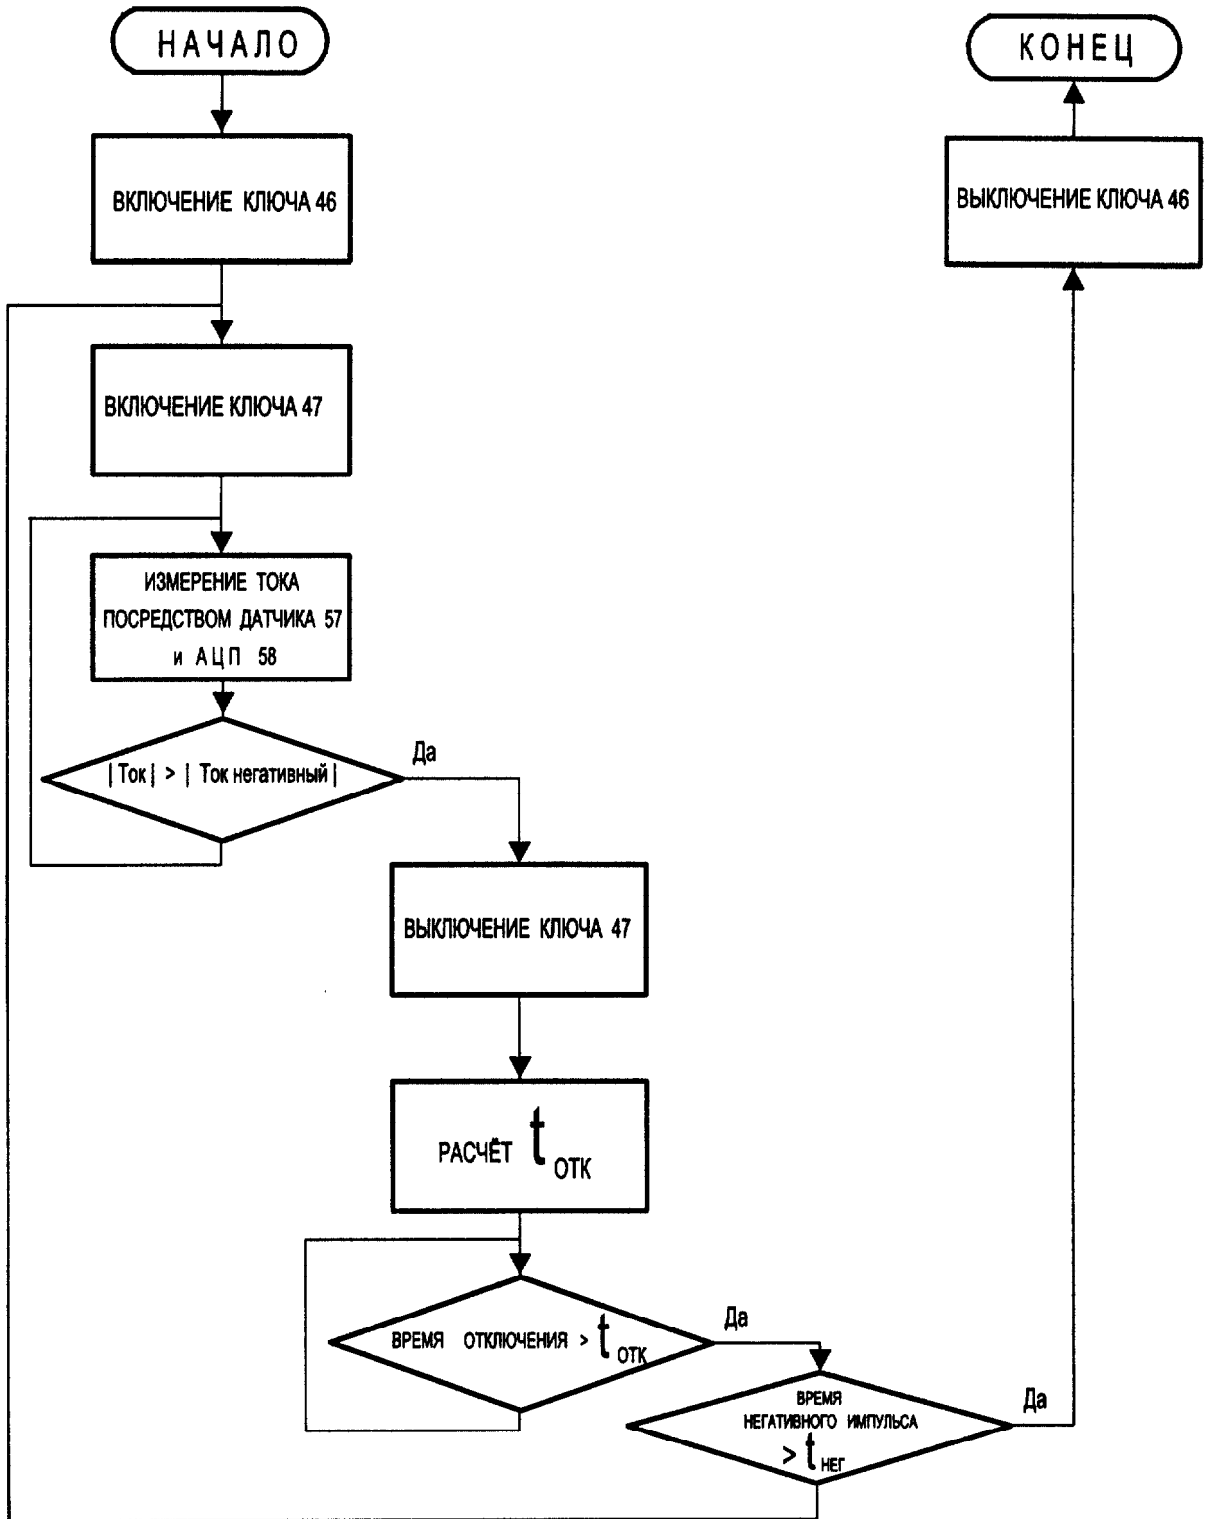 НАЧАЛО
КОНЕЦ
ВКЛЮЧЕНИЕ КЛЮЧА 46
ВЫКЛЮЧЕНИЕ КЛЮЧА 46
ВКЛЮЧЕНИЕ КЛЮЧА 47
ИЗМЕРЕНИЕ ТОКА
ПОСРЕДСТВОМ ДАТЧИКА 57
и АЦП 58
| Ток | > | Ток негативный |
Да
ВЫКЛЮЧЕНИЕ КЛЮЧА 47
РАСЧЁТ t ОТК
ВРЕМЯ ОТКЛЮЧЕНИЯ > t ОТК
Да
ВРЕМЯ
НЕГАТИВНОГО ИМПУЛЬСА
> t НЕГ
Да